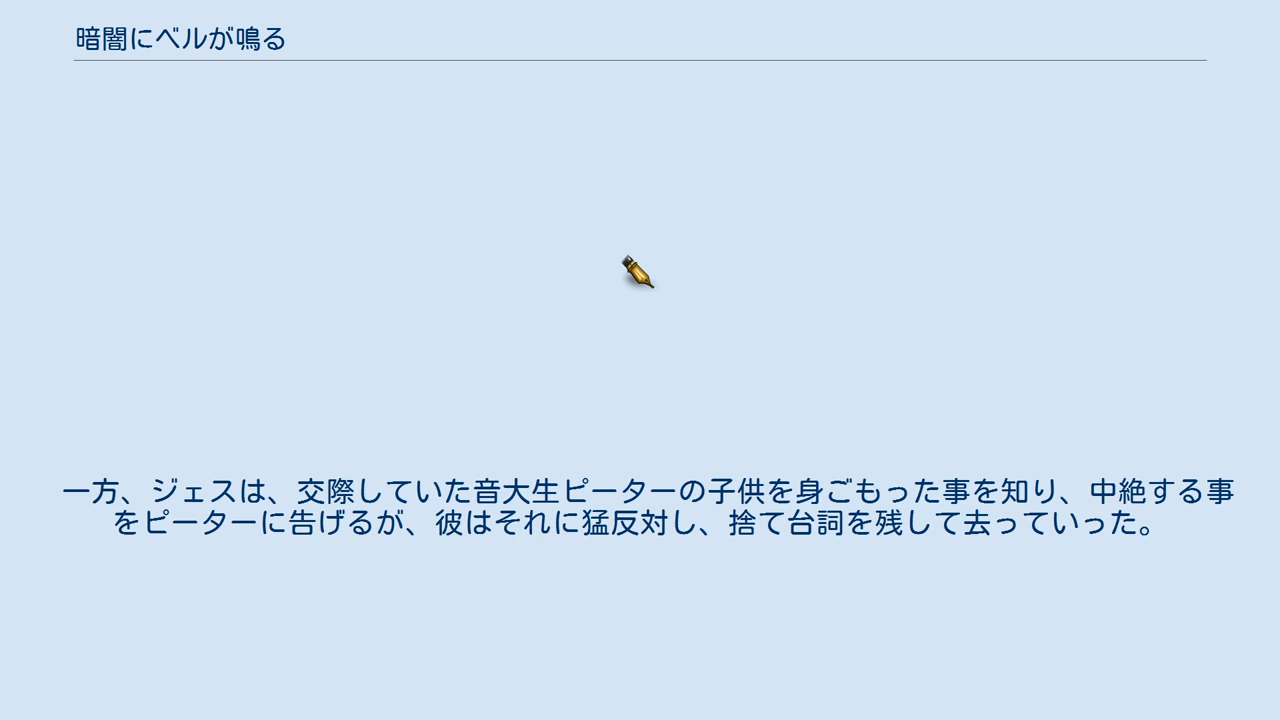 暗闇にベルが鳴る
一方、ジェスは、交際していた音大生ピーターの子供を身ごもった事を知り、中絶する事
をピーターに告げるが、彼はそれに猛反対し、捨て台詞を残して去っていった。